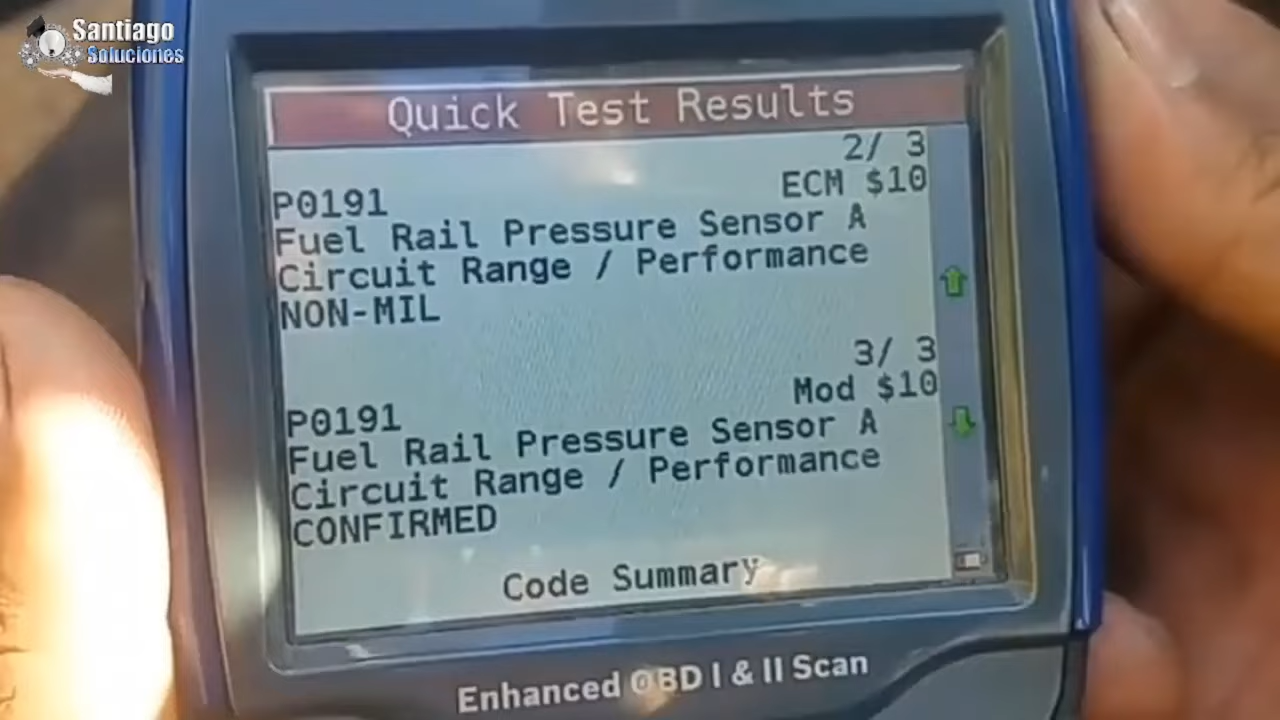 Santiago
Soluciones
Quick Test Results
2/ 3
P0191 ECM $10
Fuel Rail Pressure Sensor A
Circuit Range / Performance
NON-MIL
3/ 3
P0191 Mod $10
Fuel Rail Pressure Sensor A
Circuit Range / Performance
CONFIRMED
Code Summary
Enhanced OBD I & II Scan